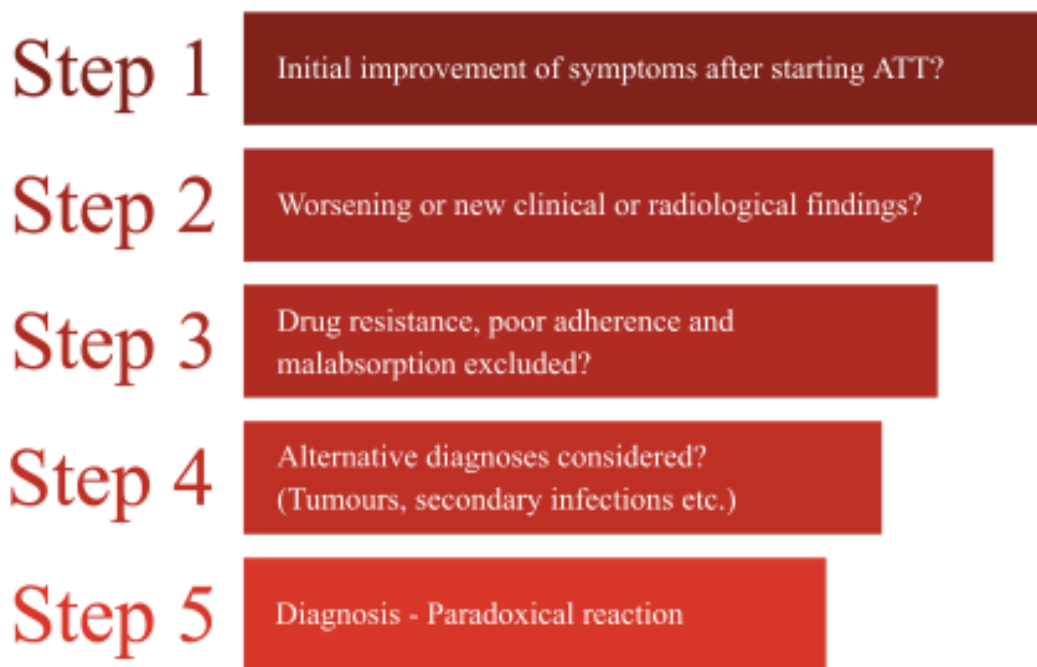 Step 1
Initial improvement of symptoms after starting ATT?
Step 2
Worsening or new clinical or radiological findings?
Step 3
Drug resistance, poor adherence and
malabsorption excluded?
Step 4
Alternative diagnoses considered?
(Tumours, secondary infections etc.)
Step 5
Diagnosis - Paradoxical reaction